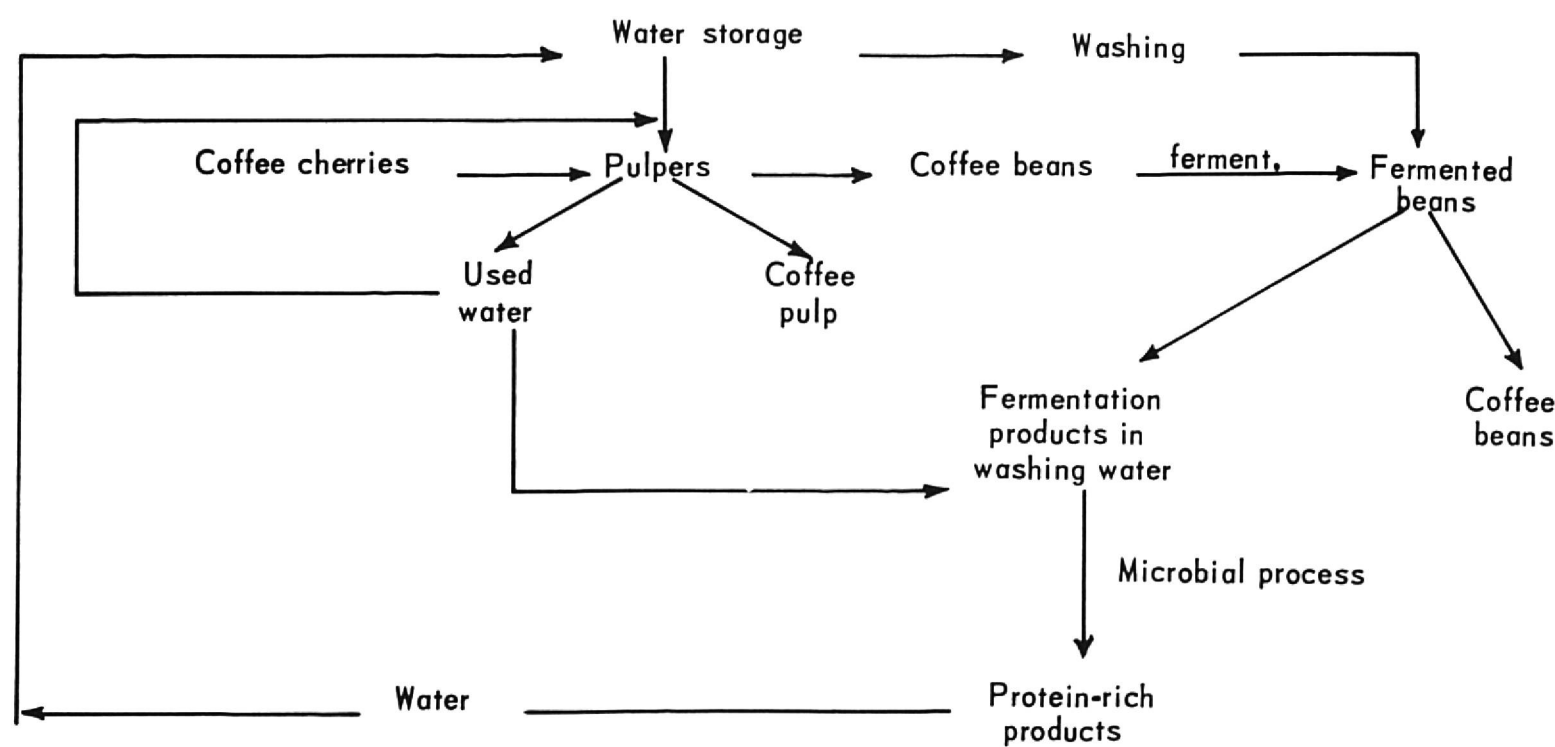 Water storage
Washing
Coffee cherries
Pulpers
Coffee beans
ferment,
Fermented
beans
Used
water
Coffee
pulp
Fermentation
products in
washing water
Coffee
beans
Microbial process
Water
Protein-rich
products